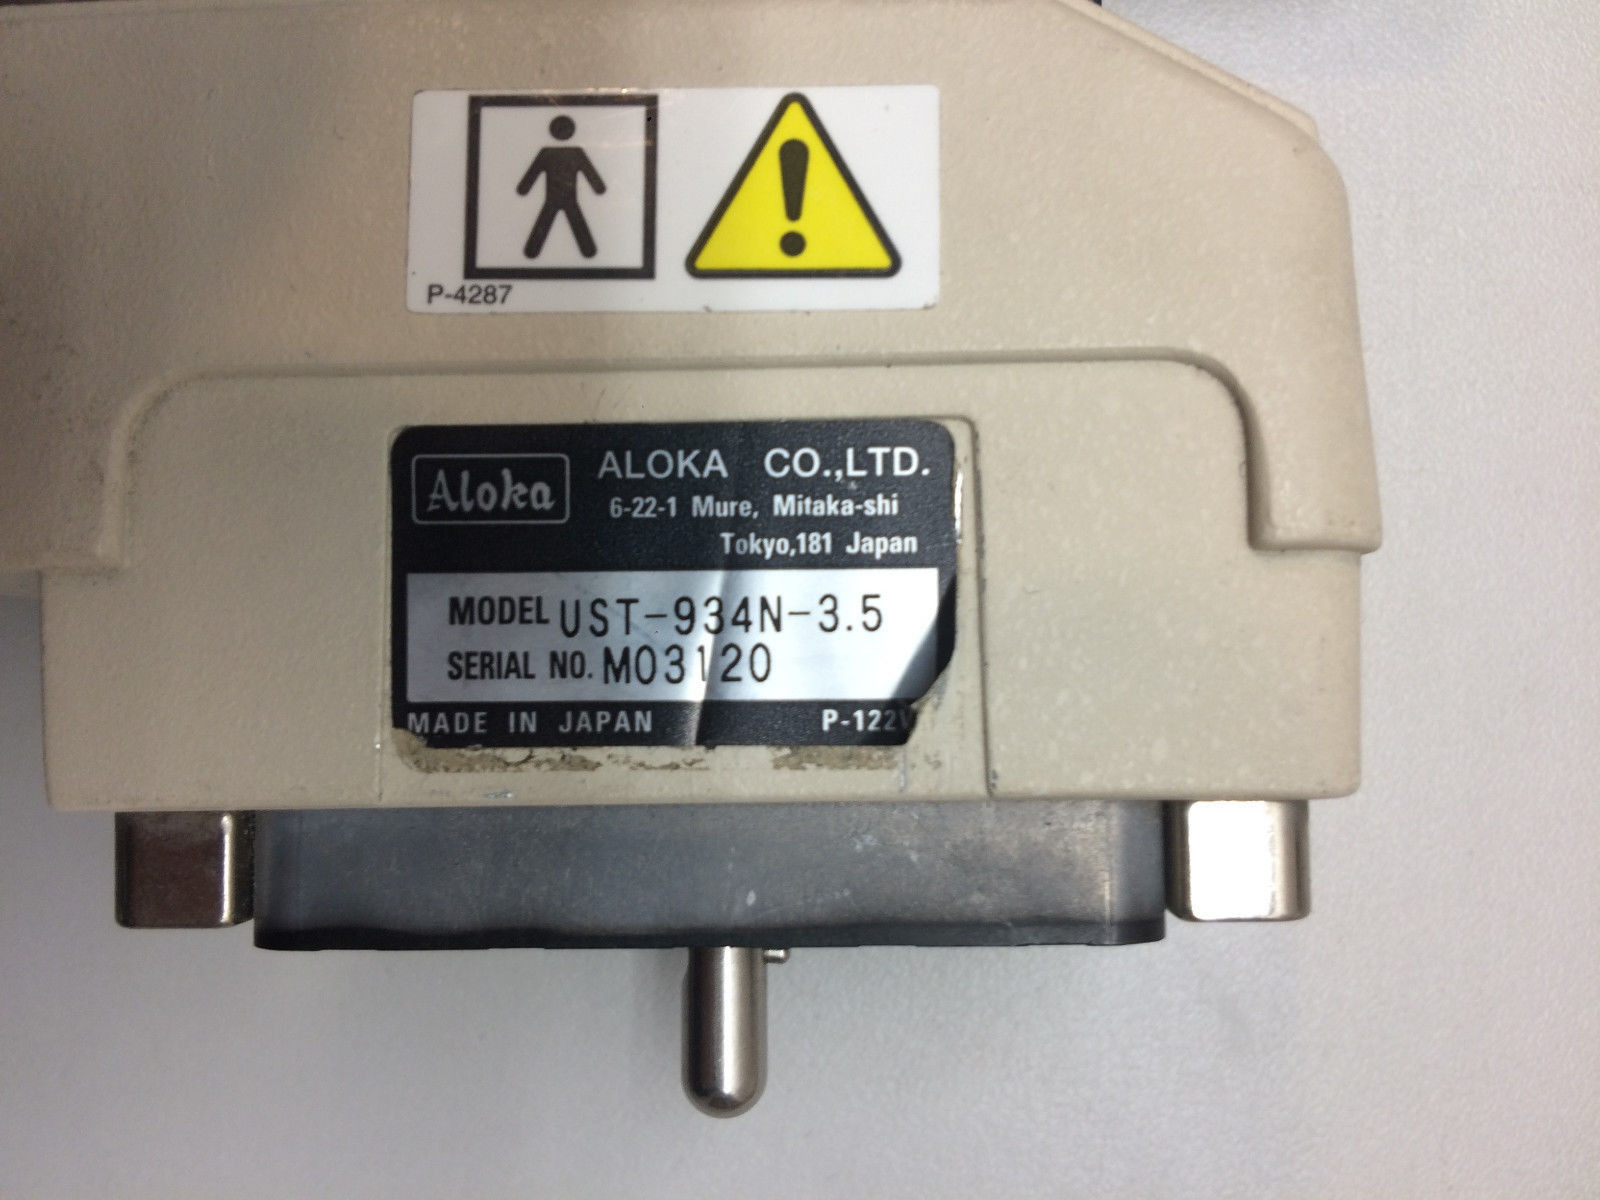 P-4287
Aloka
ALOKA CO.,LTD.
6-22-1 Mure, Mitaka-shi
Tokyo,181 Japan
MODEL UST-934N-3.5
SERIAL NO. M03120
MADE IN JAPAN P-122V